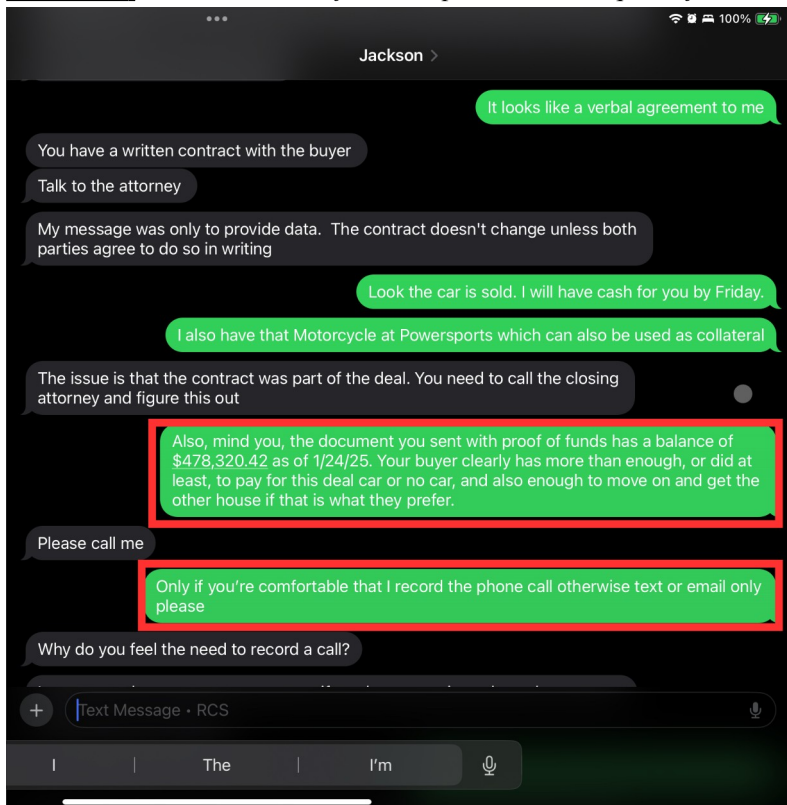 100%
Jackson >
It looks like a verbal agreement to me
You have a written contract with the buyer
Talk to the attorney
My message was only to provide data. The contract doesn't change unless both
parties agree to do so in writing
Look the car is sold. I will have cash for you by Friday.
I also have that Motorcycle at Powersports which can also be used as collateral
The issue is that the contract was part of the deal. You need to call the closing
attorney and figure this out
Also, mind you, the document you sent with proof of funds has a balance of
$478,320.42 as of 1/24/25. Your buyer clearly has more than enough, or did at
least, to pay for this deal car or no car, and also enough to move on and get the
other house if that is what they prefer.
Please call me
Only if you're comfortable that I record the phone call otherwise text or email only
please
Why do you feel the need to record a call?
Text Message • RCS
I The I'm